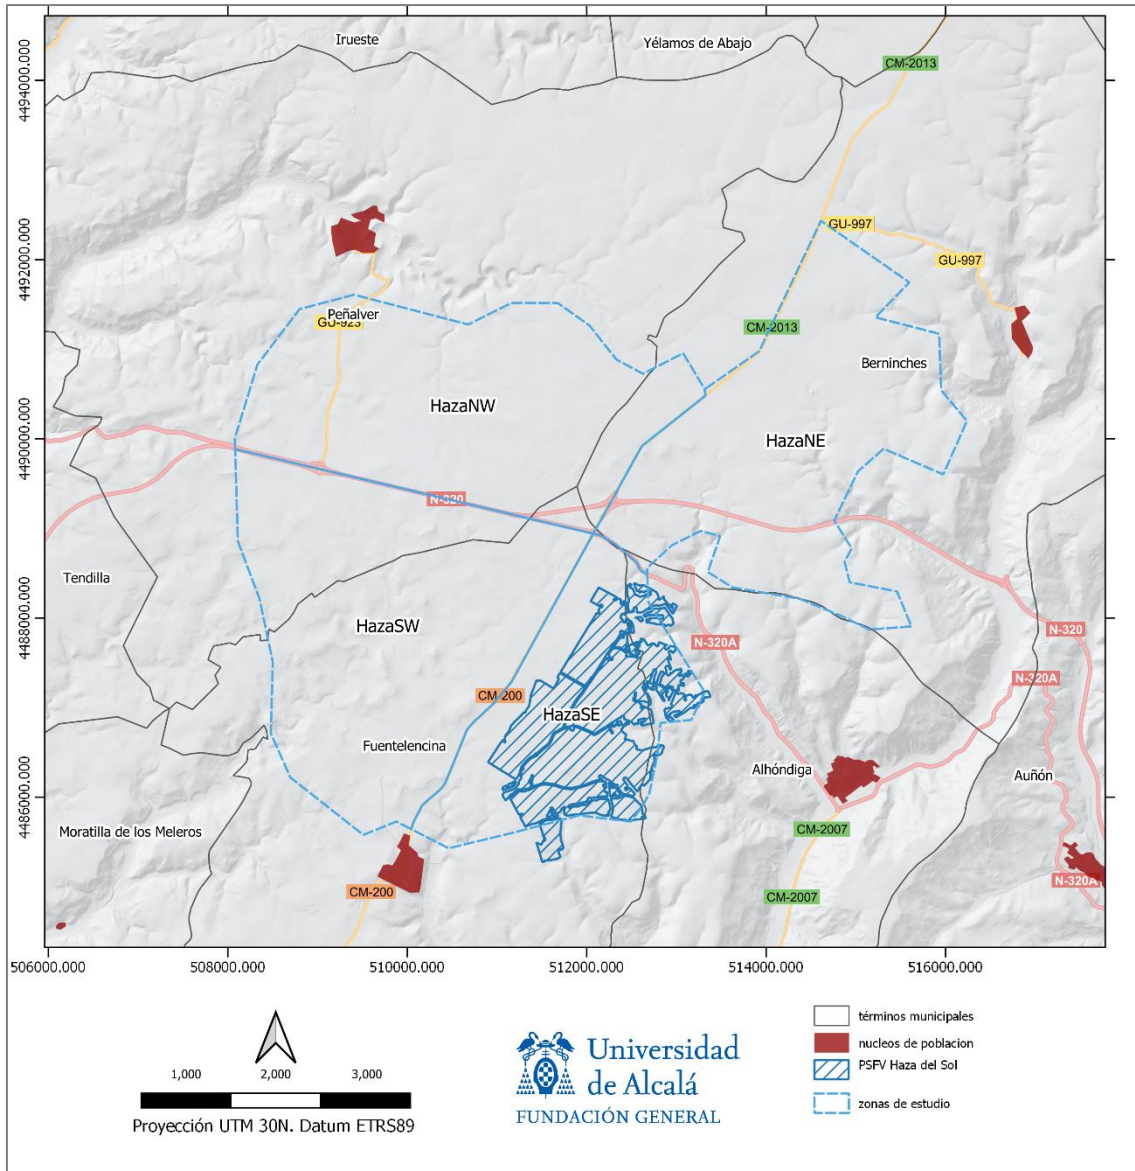 Irueste
Yélamos de Abajo
CM-2013
4494000.000
GU-997
GU-997
4492000.000
Peñalver
GU-923
CM-2013
Berninches
HazaNW
HazaNE
4490000.000
N-320
Tendilla
HazaSW
4488000.000
N-320
N-320A
N-320A
CM-200
HazaSE
Fuentelencina
Alhóndiga
Auñón
4486000.000
Moratilla de los Meleros
CM-2007
CM-200
N-320A
CM-2007
506000.000
508000.000
510000.000
512000.000
514000.000
516000.000
1,000
2,000
3,000
Proyección UTM 30N. Datum ETRS89
Universidad
de Alcalá
FUNDACIÓN GENERAL
términos municipales
nucleos de poblacion
PSFV Haza del Sol
zonas de estudio